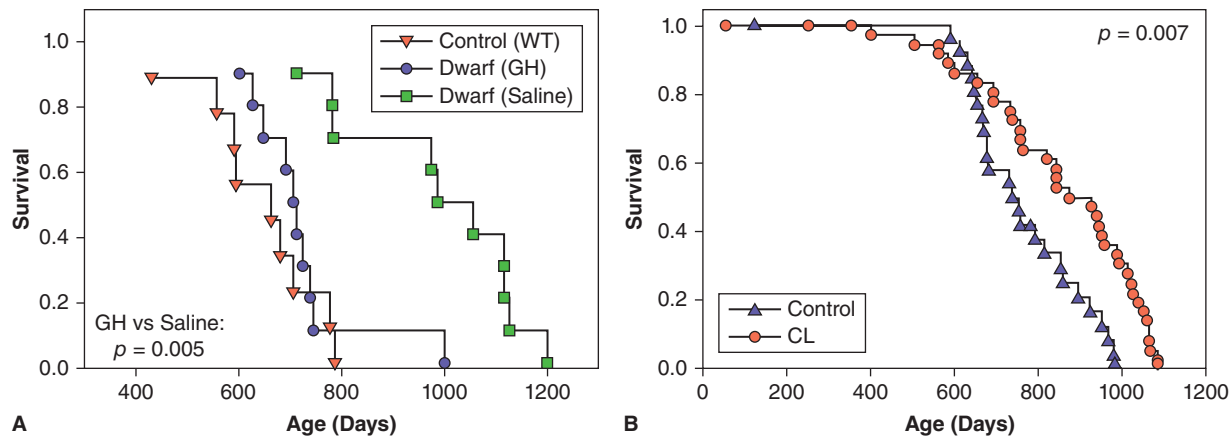 1.0
0.8
0.6
0.4
0.2
0.0
Survival
Control (WT)
Dwarf (GH)
Dwarf (Saline)
GH vs Saline:
p = 0.005
400 600 800 1000 1200
Age (Days)
A
1.0
0.8
0.6
0.4
0.2
0.0
Survival
p = 0.007
Control
CL
0 200 400 600 800 1000 1200
Age (Days)
B